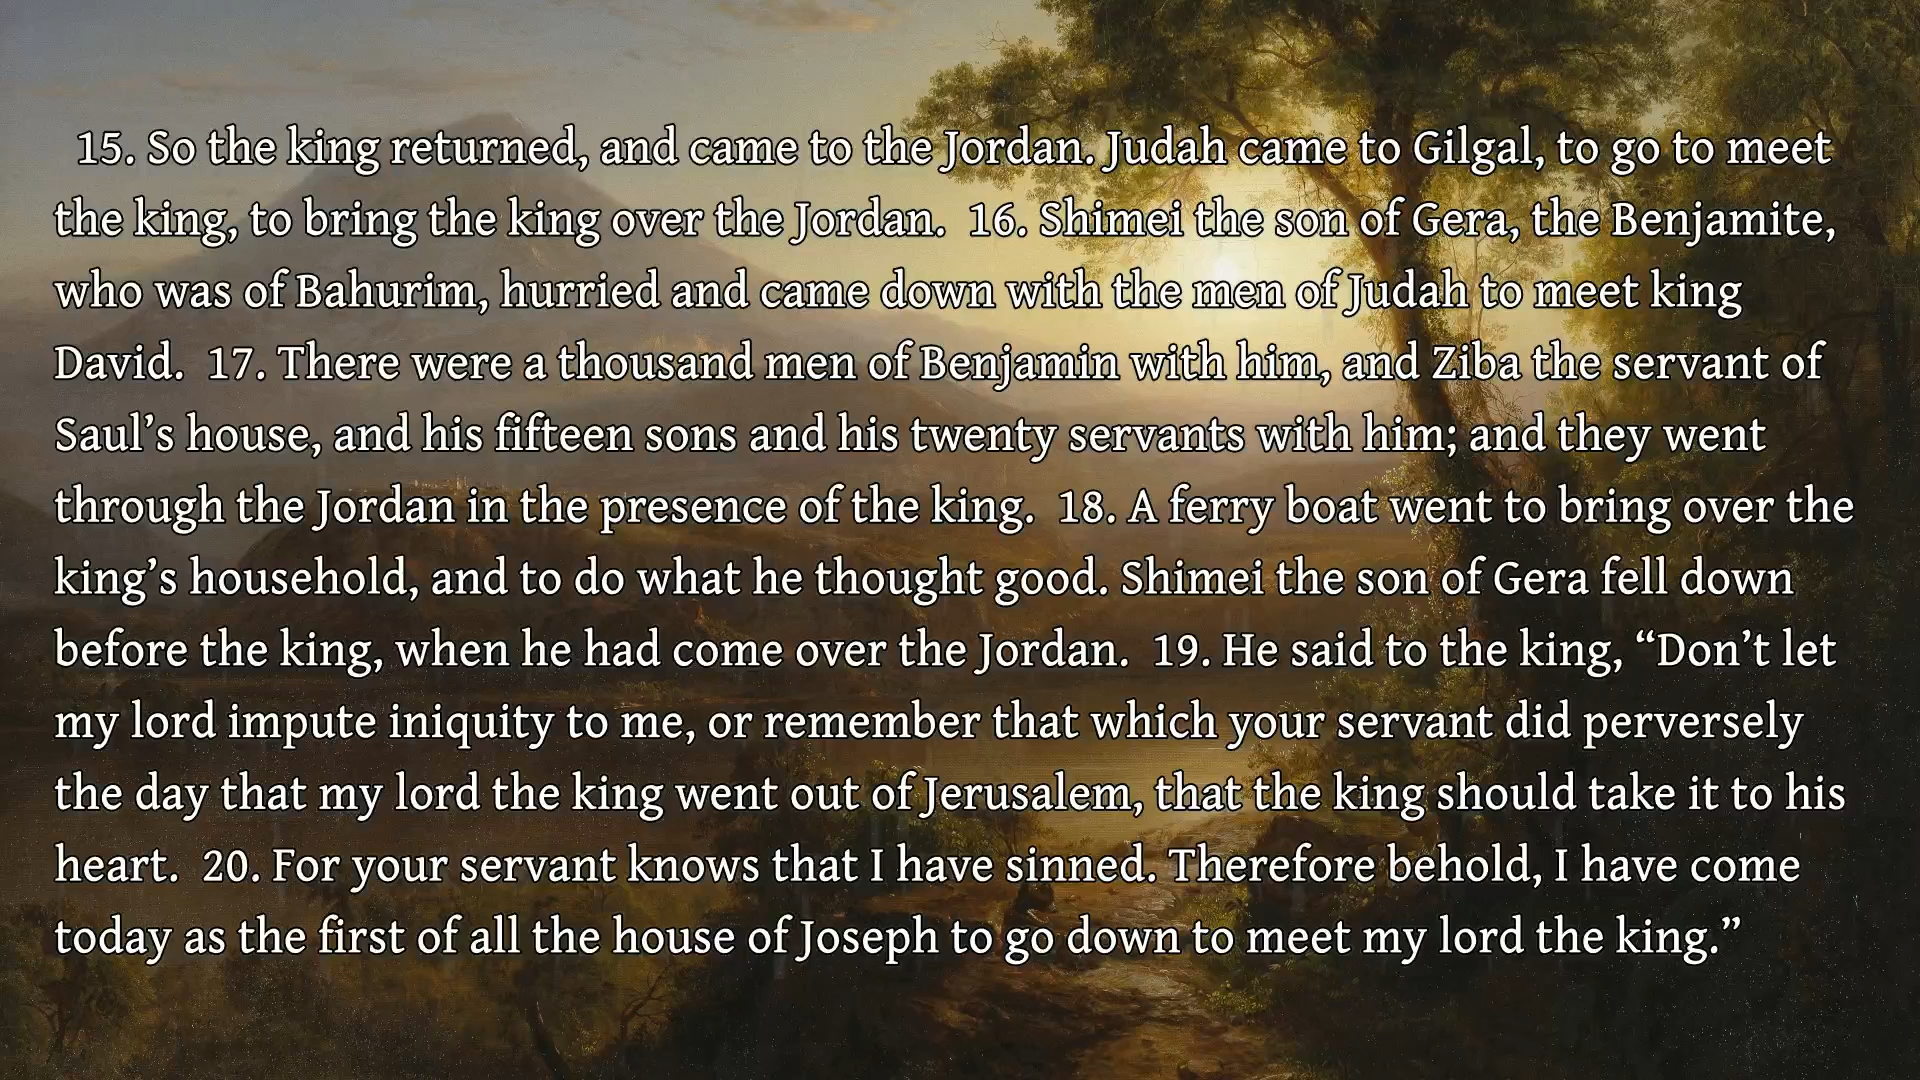 15. So the king returned, and came to the Jordan. Judah came to Gilgal, to go to meet
the king, to bring the king over the Jordan.  16. Shimei the son of Gera, the Benjamite,
who was of Bahurim, hurried and came down with the men of Judah to meet king
David.  17. There were a thousand men of Benjamin with him, and Ziba the servant of
Saul’s house, and his fifteen sons and his twenty servants with him; and they went
through the Jordan in the presence of the king.  18. A ferry boat went to bring over the
king’s household, and to do what he thought good. Shimei the son of Gera fell down
before the king, when he had come over the Jordan.  19. He said to the king, “Don’t let
my lord impute iniquity to me, or remember that which your servant did perversely
the day that my lord the king went out of Jerusalem, that the king should take it to his
heart.  20. For your servant knows that I have sinned. Therefore behold, I have come
today as the first of all the house of Joseph to go down to meet my lord the king.”